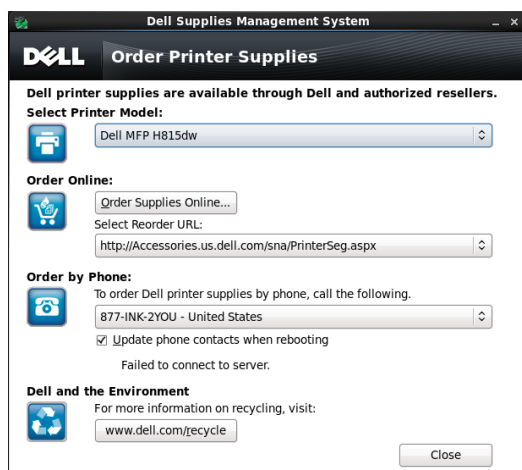 Dell Supplies Management System
DELL Order Printer Supplies
Dell printer supplies are available through Dell and authorized resellers.
Select Printer Model:
Dell MFP H815dw
Order Online:
Order Supplies Online...
Select Reorder URL:
http://Accessories.us.dell.com/sna/PrinterSeg.aspx
Order by Phone:
To order Dell printer supplies by phone, call the following.
877-INK-2YOU - United States
Update phone contacts when rebooting
Failed to connect to server.
Dell and the Environment
For more information on recycling, visit:
www.dell.com/recycle
Close